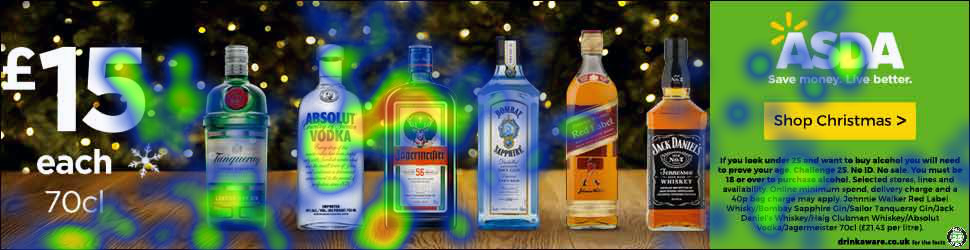 £15
each
70cl
Tanqueray
LONDON DRY GIN
ABSOLUT
VODKA
Jägermeister
BOMBAY
SAPPHIRE
Red Label
JACK DANIEL'S
Tennessee
WHISKEY
ASDA
Save money. Live better.
Shop Christmas >
If you look under 25 and want to buy alcohol you will need
to prove your age. Challenge 25. No ID. No sale. You must be
18 or over to purchase alcohol. Selected stores, lines and
availability. Online minimum spend, delivery charge and a
40p bag charge may apply. Johnnie Walker Red Label
Whisky/Bombay Sapphire Gin/Sailor Tanqueray Gin/Jack
Daniel's Whiskey/Haig Clubman Whiskey/Absolut
Vodka/Jagermeister 70cl (£21.43 per litre).
drinkaware.co.uk for the facts